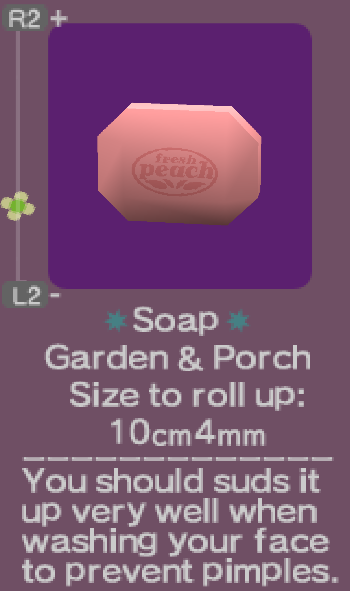 R2 +
fresh
peach
L2 -
Soap
Garden & Porch
Size to roll up:
10cm4mm
You should suds it
up very well when
washing your face
to prevent pimples.